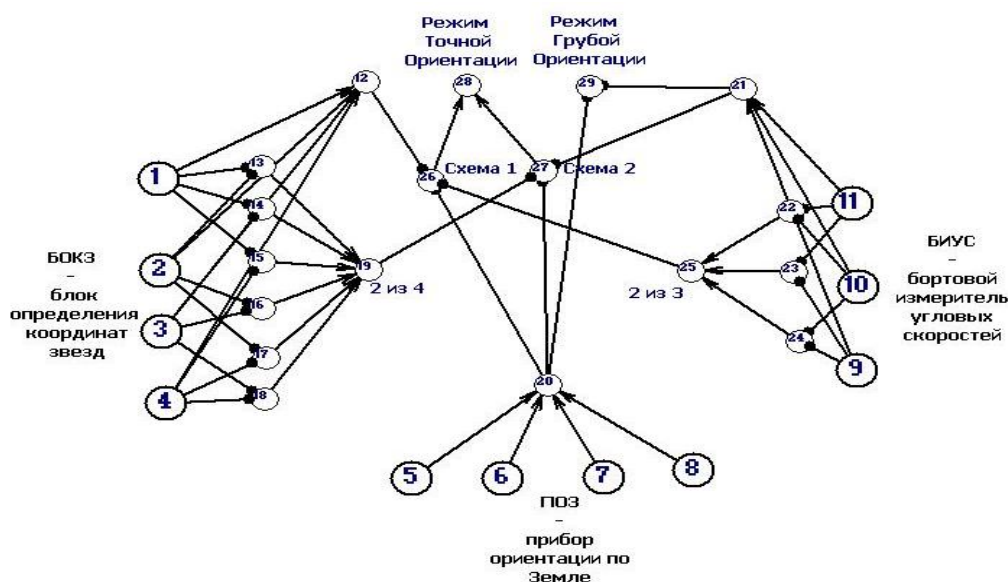 Режим
Точной
Ориентации
Режим
Грубой
Ориентации
12
28
29
21
Схема 1
Схема 2
26
27
1
13
14
22
11
БОКЗ
-
блок
определения
координат
звезд
2
15
19
2 из 4
25
2 из 3
23
10
БИУС
-
бортовой
измеритель
угловых
скоростей
3
16
17
24
9
4
18
20
5
6
7
8
ПОЗ
-
прибор
ориентации по
Земле